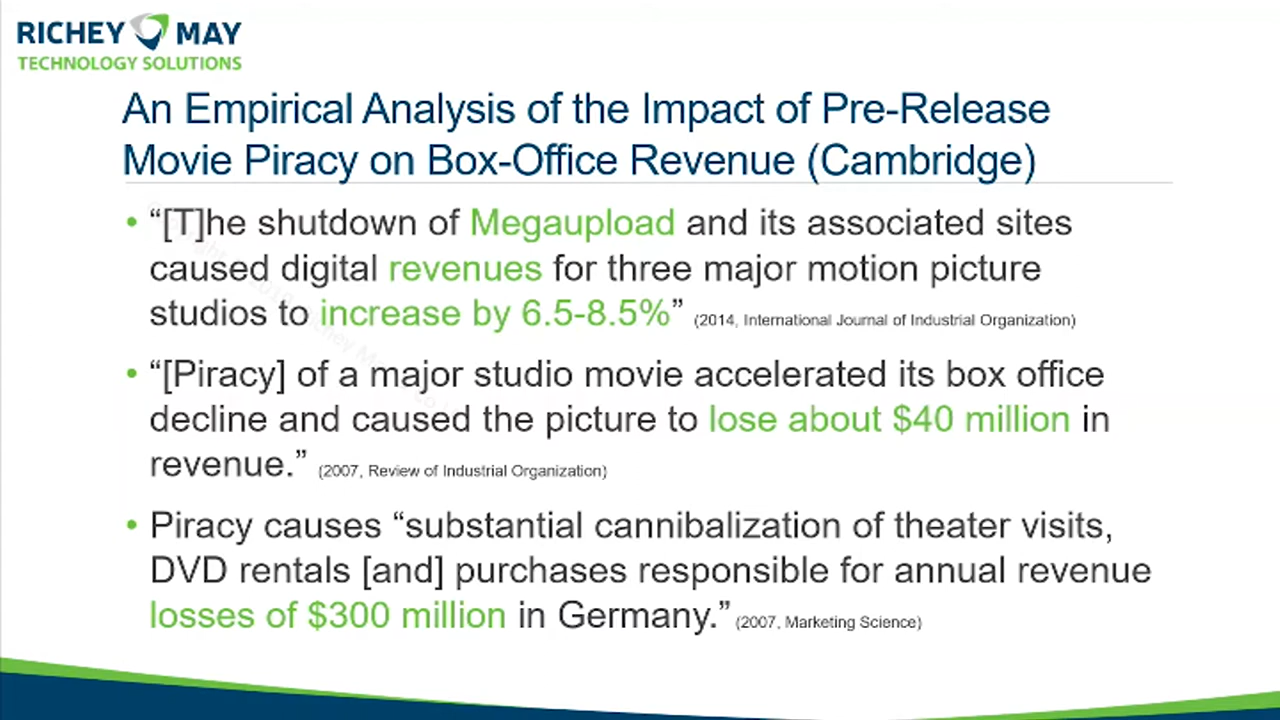 RICHEY MAY
TECHNOLOGY SOLUTIONS
An Empirical Analysis of the Impact of Pre-Release
Movie Piracy on Box-Office Revenue (Cambridge)
• “[T]he shutdown of Megaupload and its associated sites
caused digital revenues for three major motion picture
studios to increase by 6.5-8.5%” (2014, International Journal of Industrial Organization)
• “[Piracy] of a major studio movie accelerated its box office
decline and caused the picture to lose about $40 million in
revenue.” (2007, Review of Industrial Organization)
• Piracy causes “substantial cannibalization of theater visits,
DVD rentals [and] purchases responsible for annual revenue
losses of $300 million in Germany.” (2007, Marketing Science)